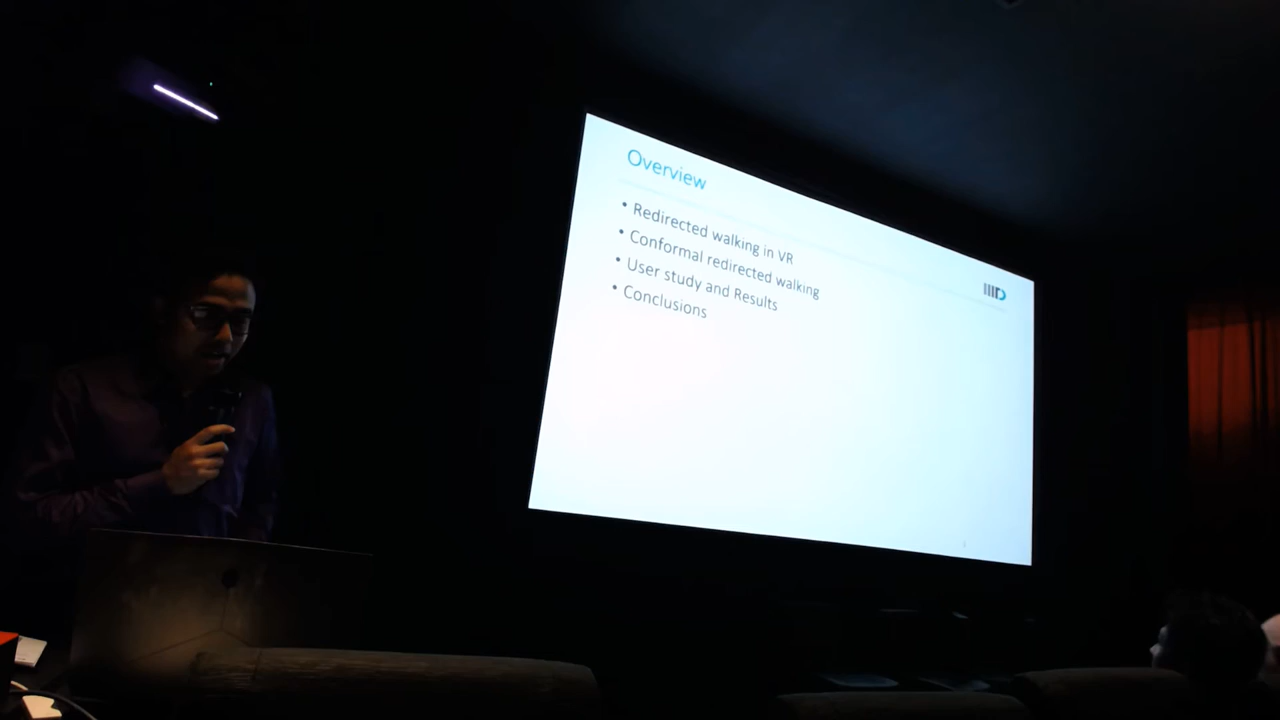 Overview
• Redirected walking in VR
• Conformal redirected walking
• User study and Results
• Conclusions